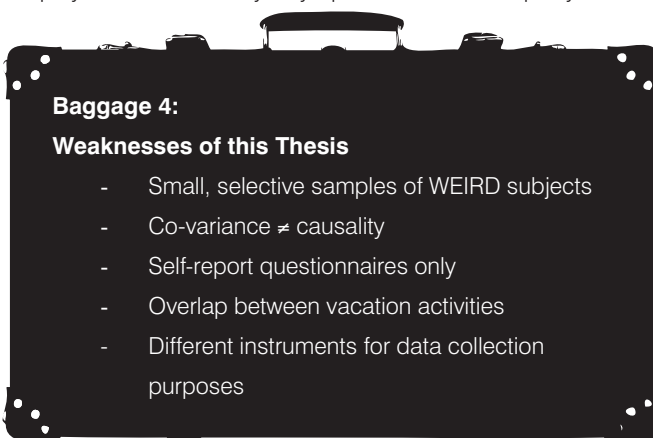 Baggage 4:
Weaknesses of this Thesis
- Small, selective samples of WEIRD subjects
- Co-variance ≠ causality
- Self-report questionnaires only
- Overlap between vacation activities
- Different instruments for data collection
purposes